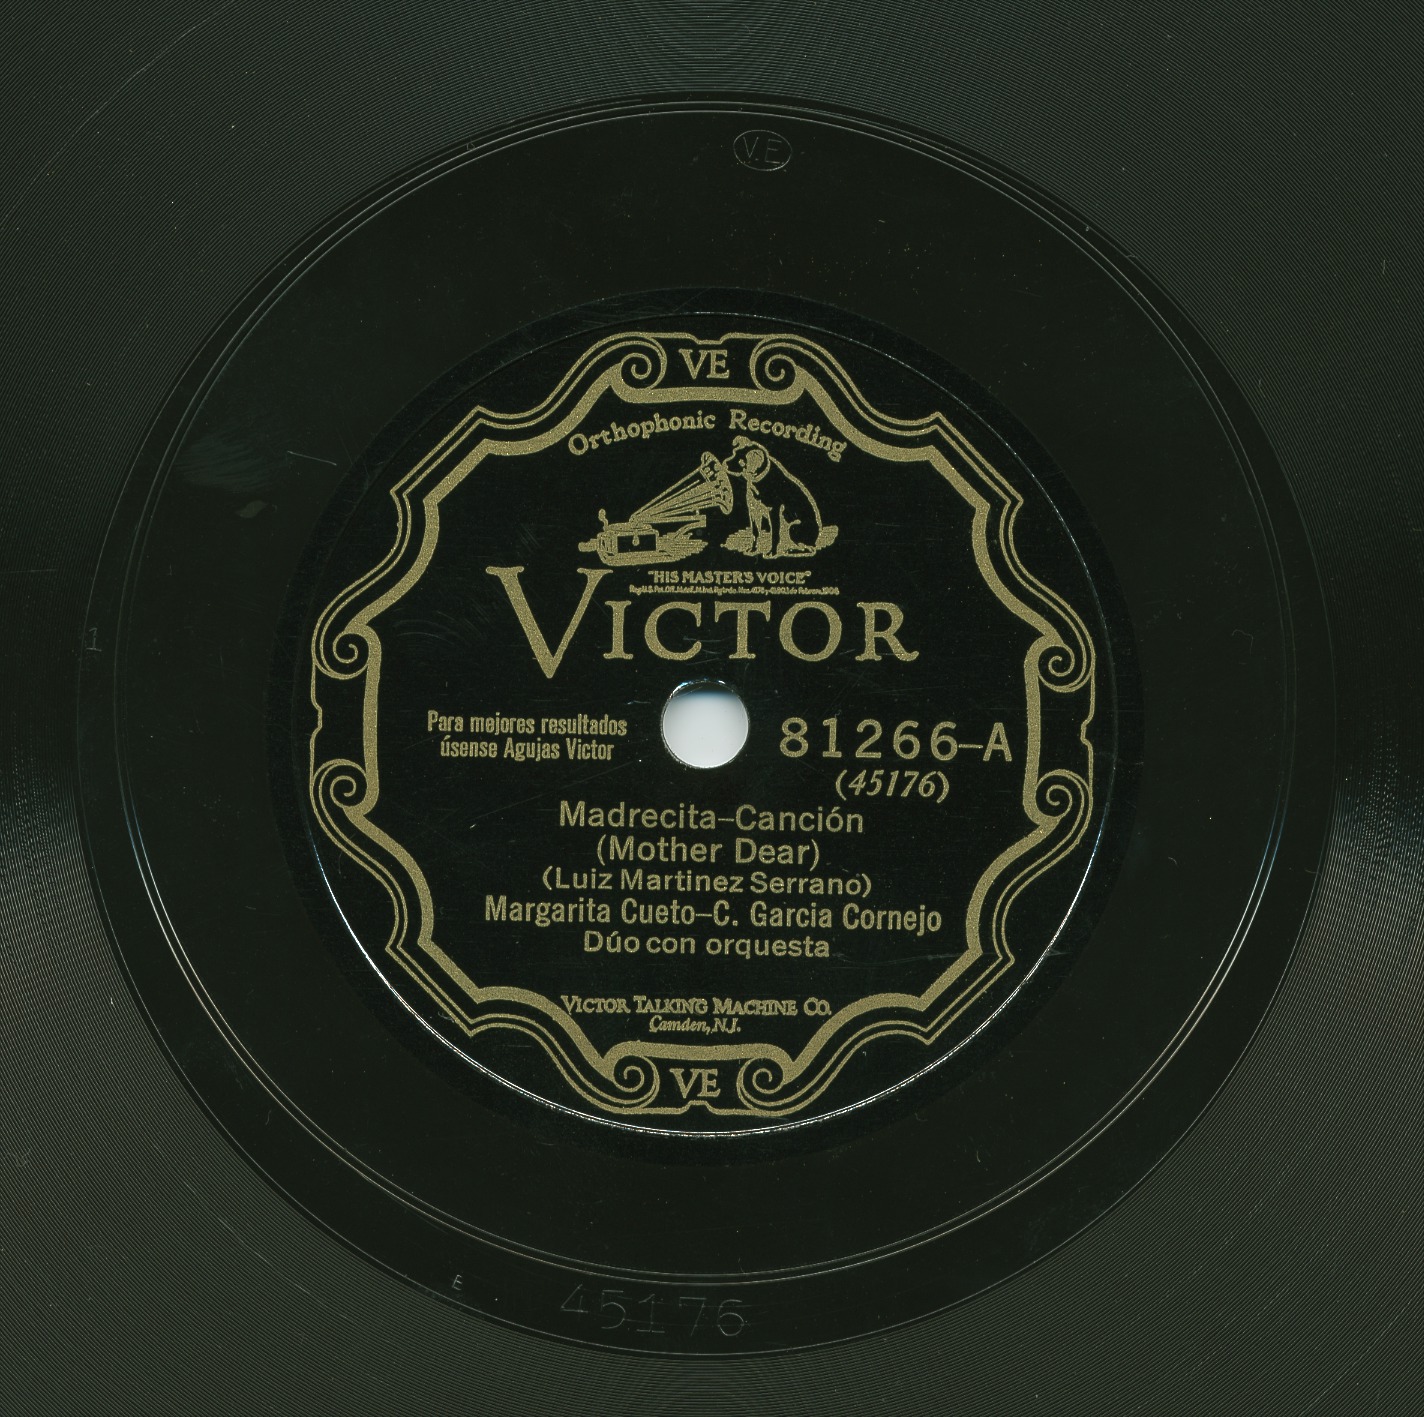 V.E
VE
Orthophonic Recording
"HIS MASTER'S VOICE"
VICTOR
Para mejores resultados
úsense Agujas Victor
81266-A
(45176)
Madrecita-Canción
(Mother Dear)
(Luiz Martinez Serrano)
Margarita Cueto-C. Garcia Cornejo
Dúo con orquesta
VICTOR TALKING MACHINE CO.
Camden, N.J.
VE
E
45176
1